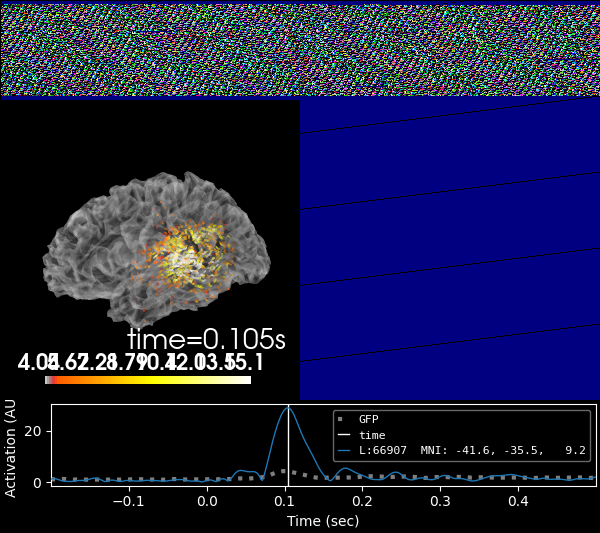 time=0.105s
Activation (AU
20
0
GFP
time
L:66907 MNI: -41.6, -35.5, 9.2
−0.1 0.0 0.1 0.2 0.3 0.4
Time (sec)